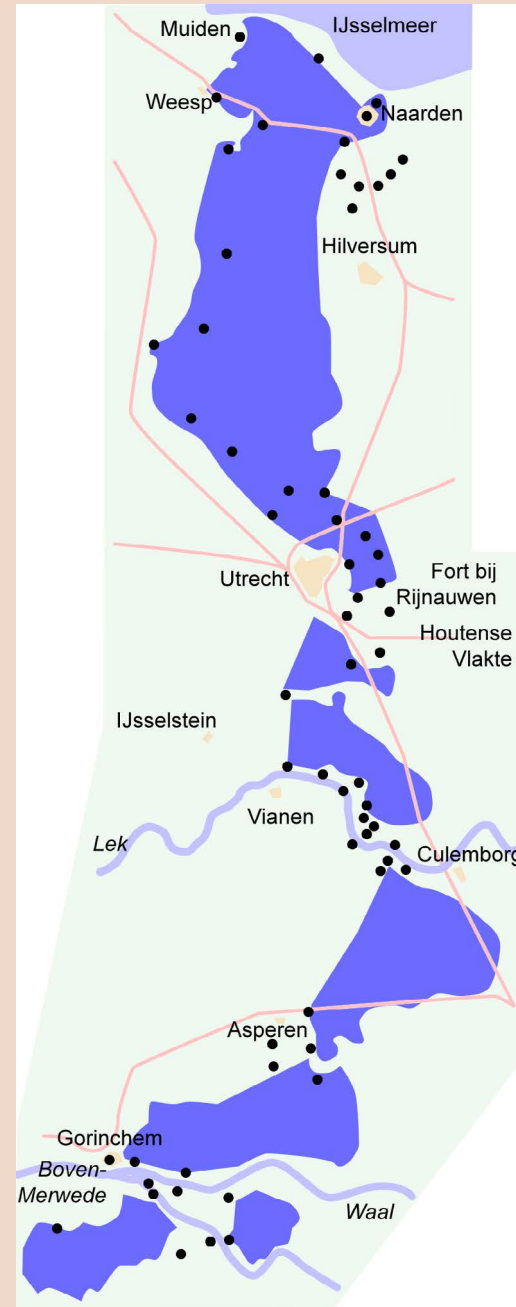 Muiden
IJsselmeer
Weesp
Naarden
Hilversum
Utrecht
Fort bij
Rijnauwen
Houtense
Vlakte
IJsselstein
Vianen
Lek
Culemborg
Asperen
Gorinchem
Boven-
Merwede
Waal